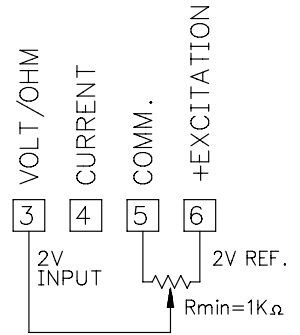 VOLT/OHM
CURRENT
COMM.
+EXCITATION
3
4
5
6
2V
INPUT
2V REF.
Rmin=1KΩ